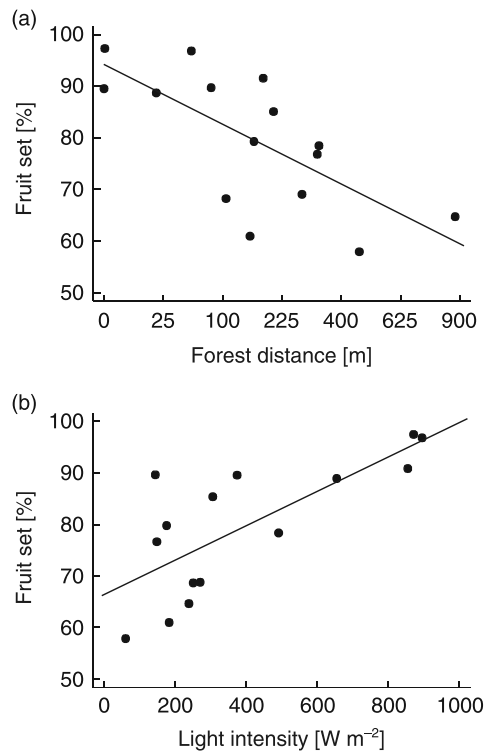 (a)
100
90
80
70
60
50
Fruit set [%]
0 25 100 225 400 625 900
Forest distance [m]
(b)
100
90
80
70
60
50
Fruit set [%]
0 200 400 600 800 1000
Light intensity [W m⁻²]